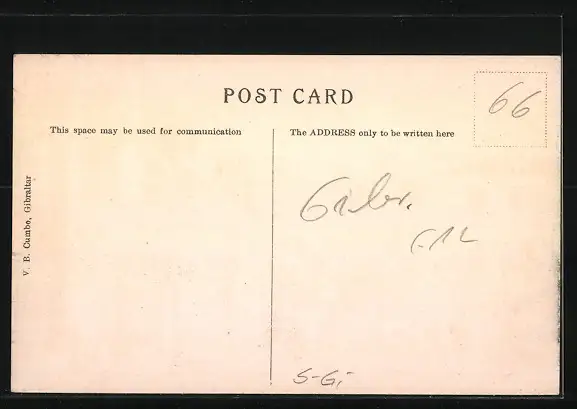 POST CARD
66
This space may be used for communication
The ADDRESS only to be written here
V. B. Cumbo, Gibraltar
Gibr.
S-Gi